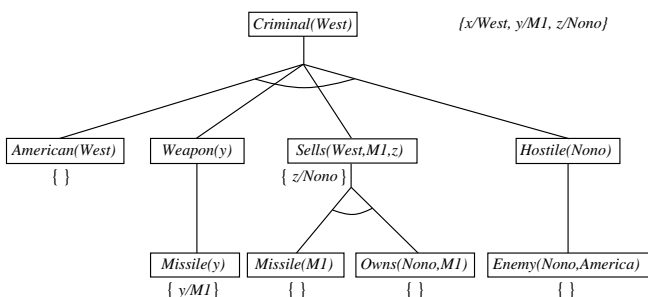 Criminal(West) {x/West, y/M1, z/Nono}
American(West) Weapon(y) Sells(West,M1,z) Hostile(Nono)
{ } { z/Nono }
Missile(y) Missile(M1) Owns(Nono,M1) Enemy(Nono,America)
{ y/M1 } { } { } { }